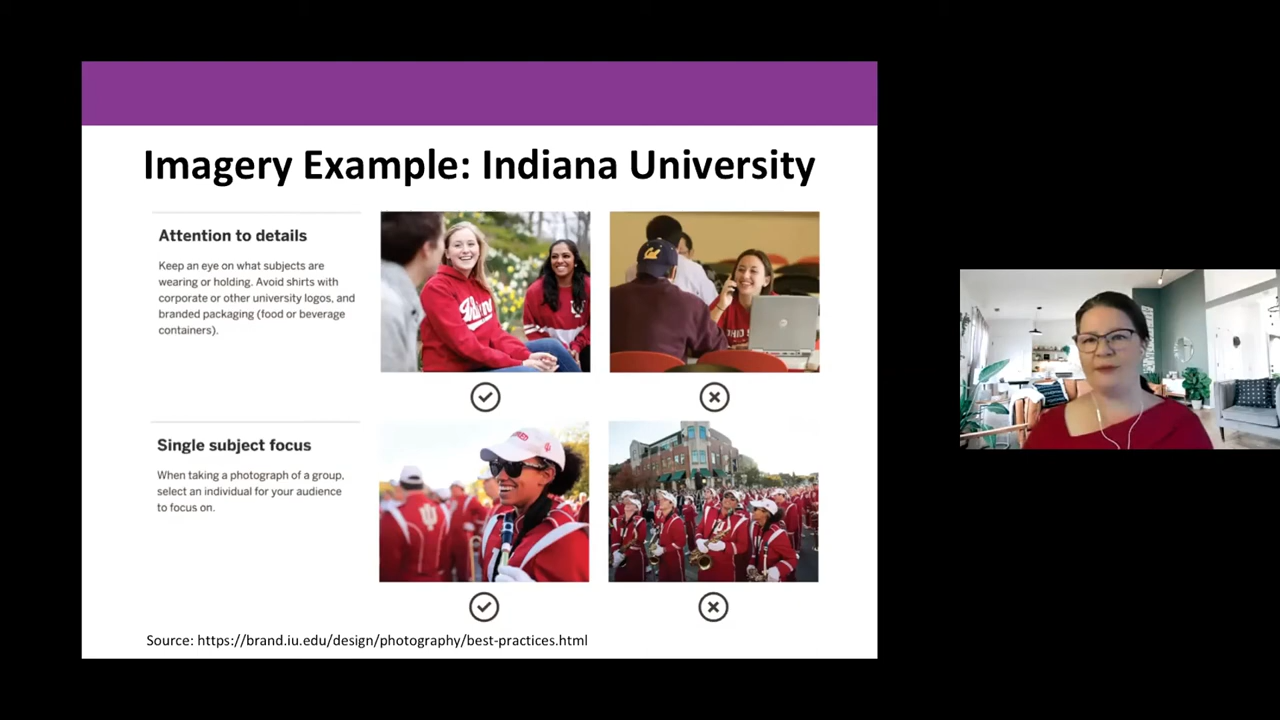 Imagery Example: Indiana University
Attention to details
Keep an eye on what subjects are
wearing or holding. Avoid shirts with
corporate or other university logos, and
branded packaging (food or beverage
containers).
Indiana
Cal
OHIO
Single subject focus
When taking a photograph of a group,
select an individual for your audience
to focus on.
Source: https://brand.iu.edu/design/photography/best-practices.html